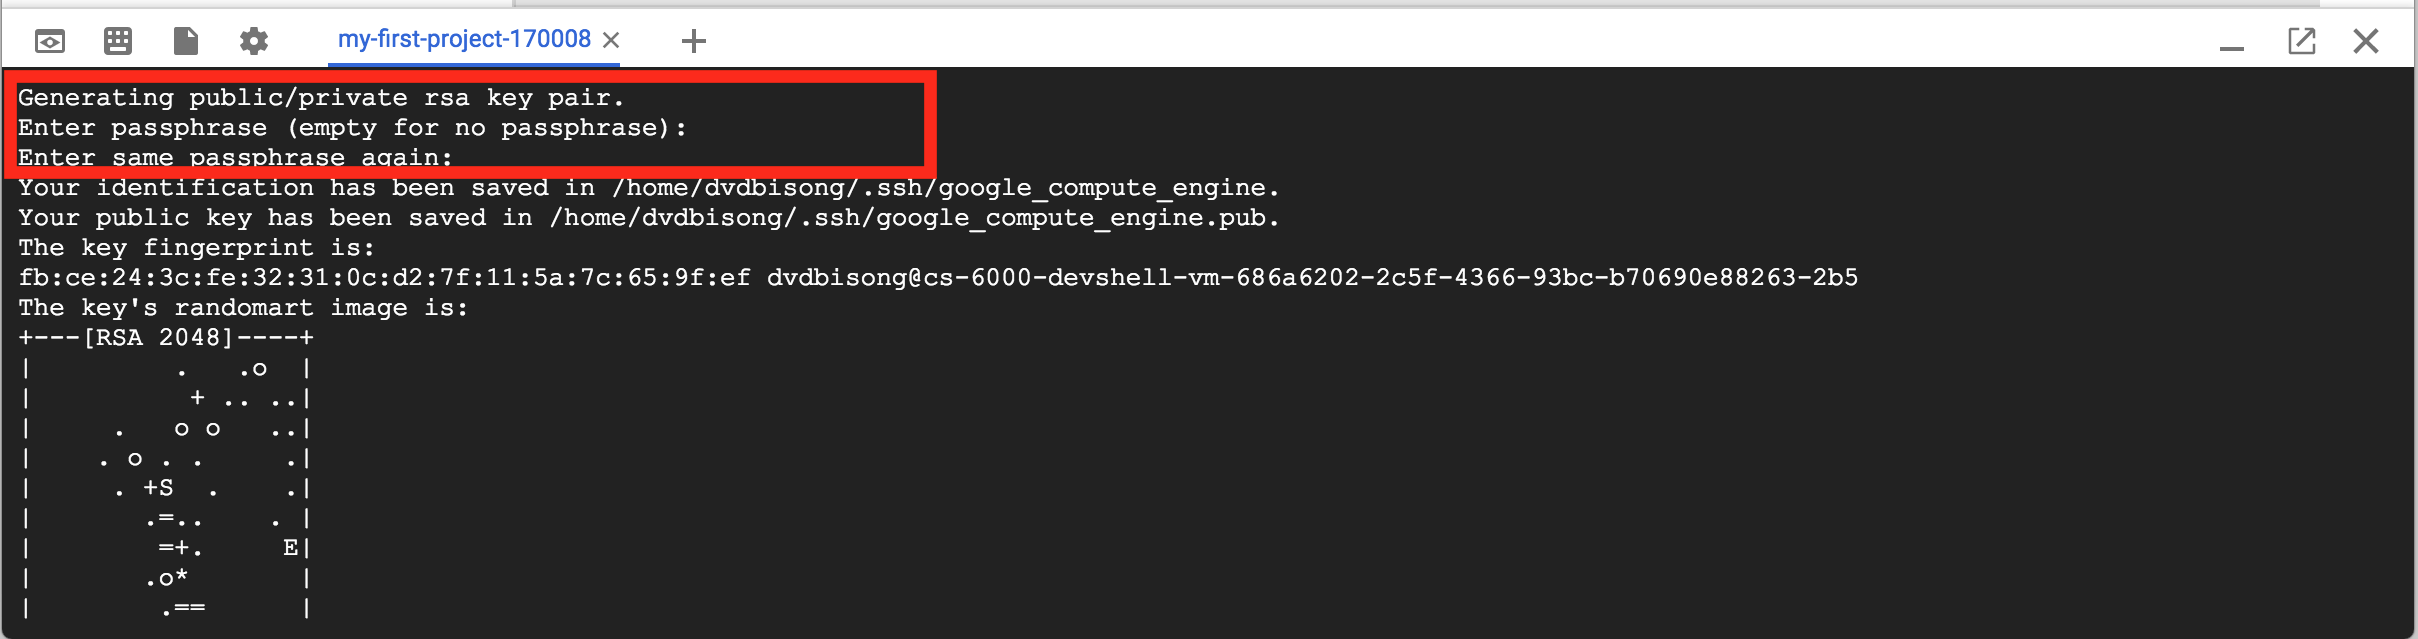 my-first-project-170008
Generating public/private rsa key pair.
Enter passphrase (empty for no passphrase):
Enter same passphrase again:
Your identification has been saved in /home/dvdbisong/.ssh/google_compute_engine.
Your public key has been saved in /home/dvdbisong/.ssh/google_compute_engine.pub.
The key fingerprint is:
fb:ce:24:3c:fe:32:31:0c:d2:7f:11:5a:7c:65:9f:ef dvdbisong@cs-6000-devshell-vm-686a6202-2c5f-4366-93bc-b70690e88263-2b5
The key's randomart image is:
+---[RSA 2048]----+
|         .   .o  |
|          + .. ..|
|     .   o o   ..|
|    . o . .     .|
|     . +S  .    .|
|       .=..    . |
|        =+.     E|
|       .o*       |
|        .==      |